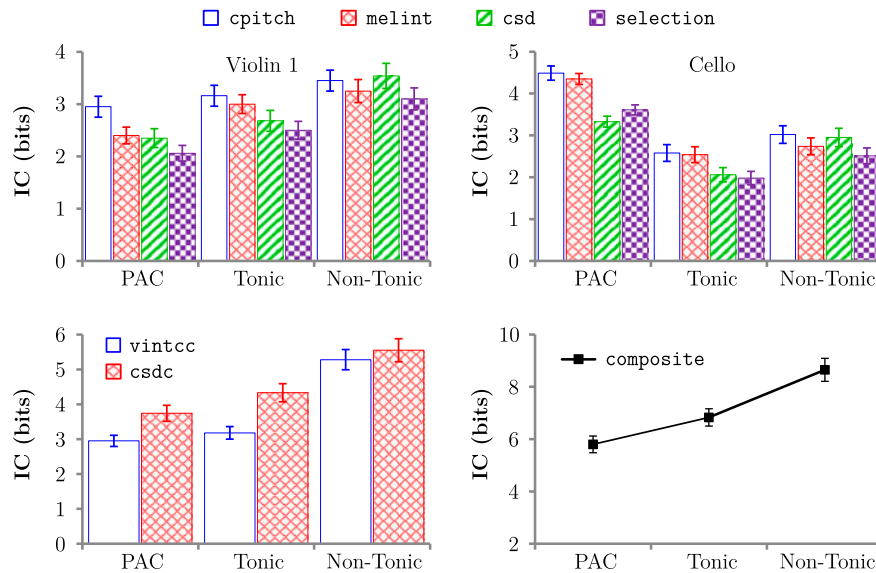 cpitch melint csd selection
Violin 1
IC (bits)
4
3
2
1
0
PAC Tonic Non-Tonic
Cello
IC (bits)
5
4
3
2
1
0
PAC Tonic Non-Tonic
vintcc
csdc
IC (bits)
6
5
4
3
2
1
0
PAC Tonic Non-Tonic
composite
IC (bits)
10
8
6
4
2
PAC Tonic Non-Tonic